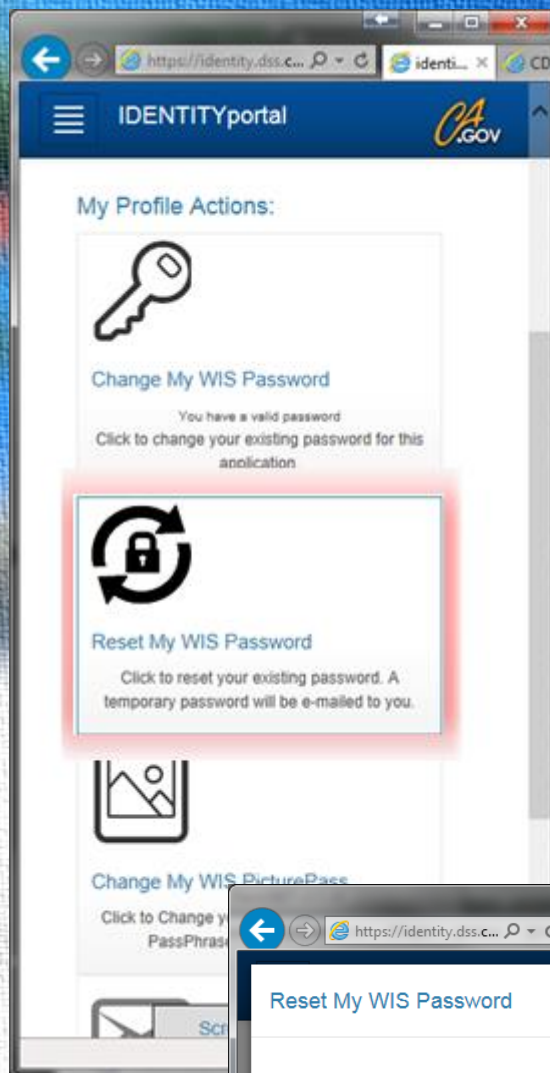 https://identity.dss.c...
identi...
CD
IDENTITYportal
CA
.GOV
My Profile Actions:
Change My WIS Password
You have a valid password
Click to change your existing password for this
application
Reset My WIS Password
Click to reset your existing password. A
temporary password will be e-mailed to you.
Change My WIS PicturePass
Click to Change y
PassPhrase
Scr
https://identity.dss.c...
Reset My WIS Password